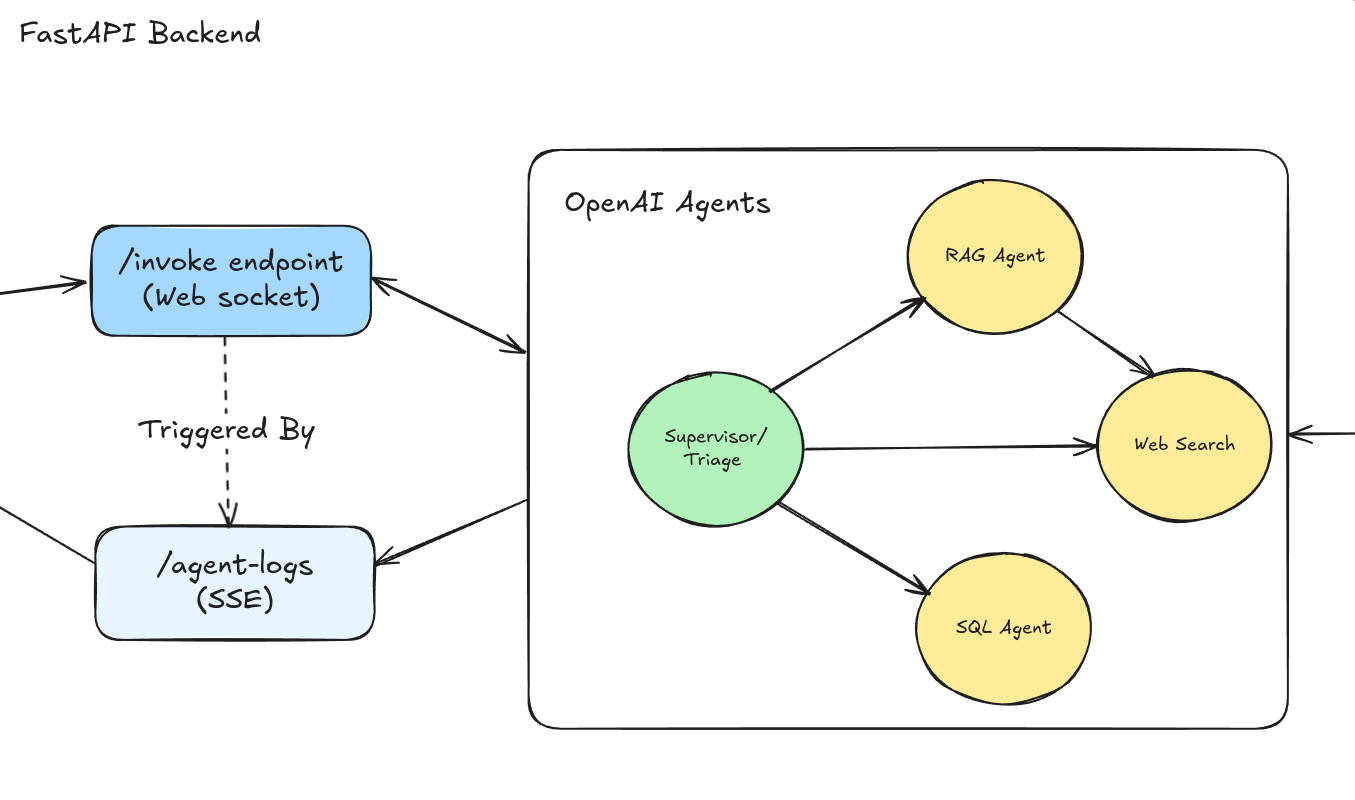 FastAPI Backend
OpenAI Agents
/invoke endpoint
(Web socket)
Triggered By
/agent-logs
(SSE)
RAG Agent
Supervisor/
Triage
Web Search
SQL Agent